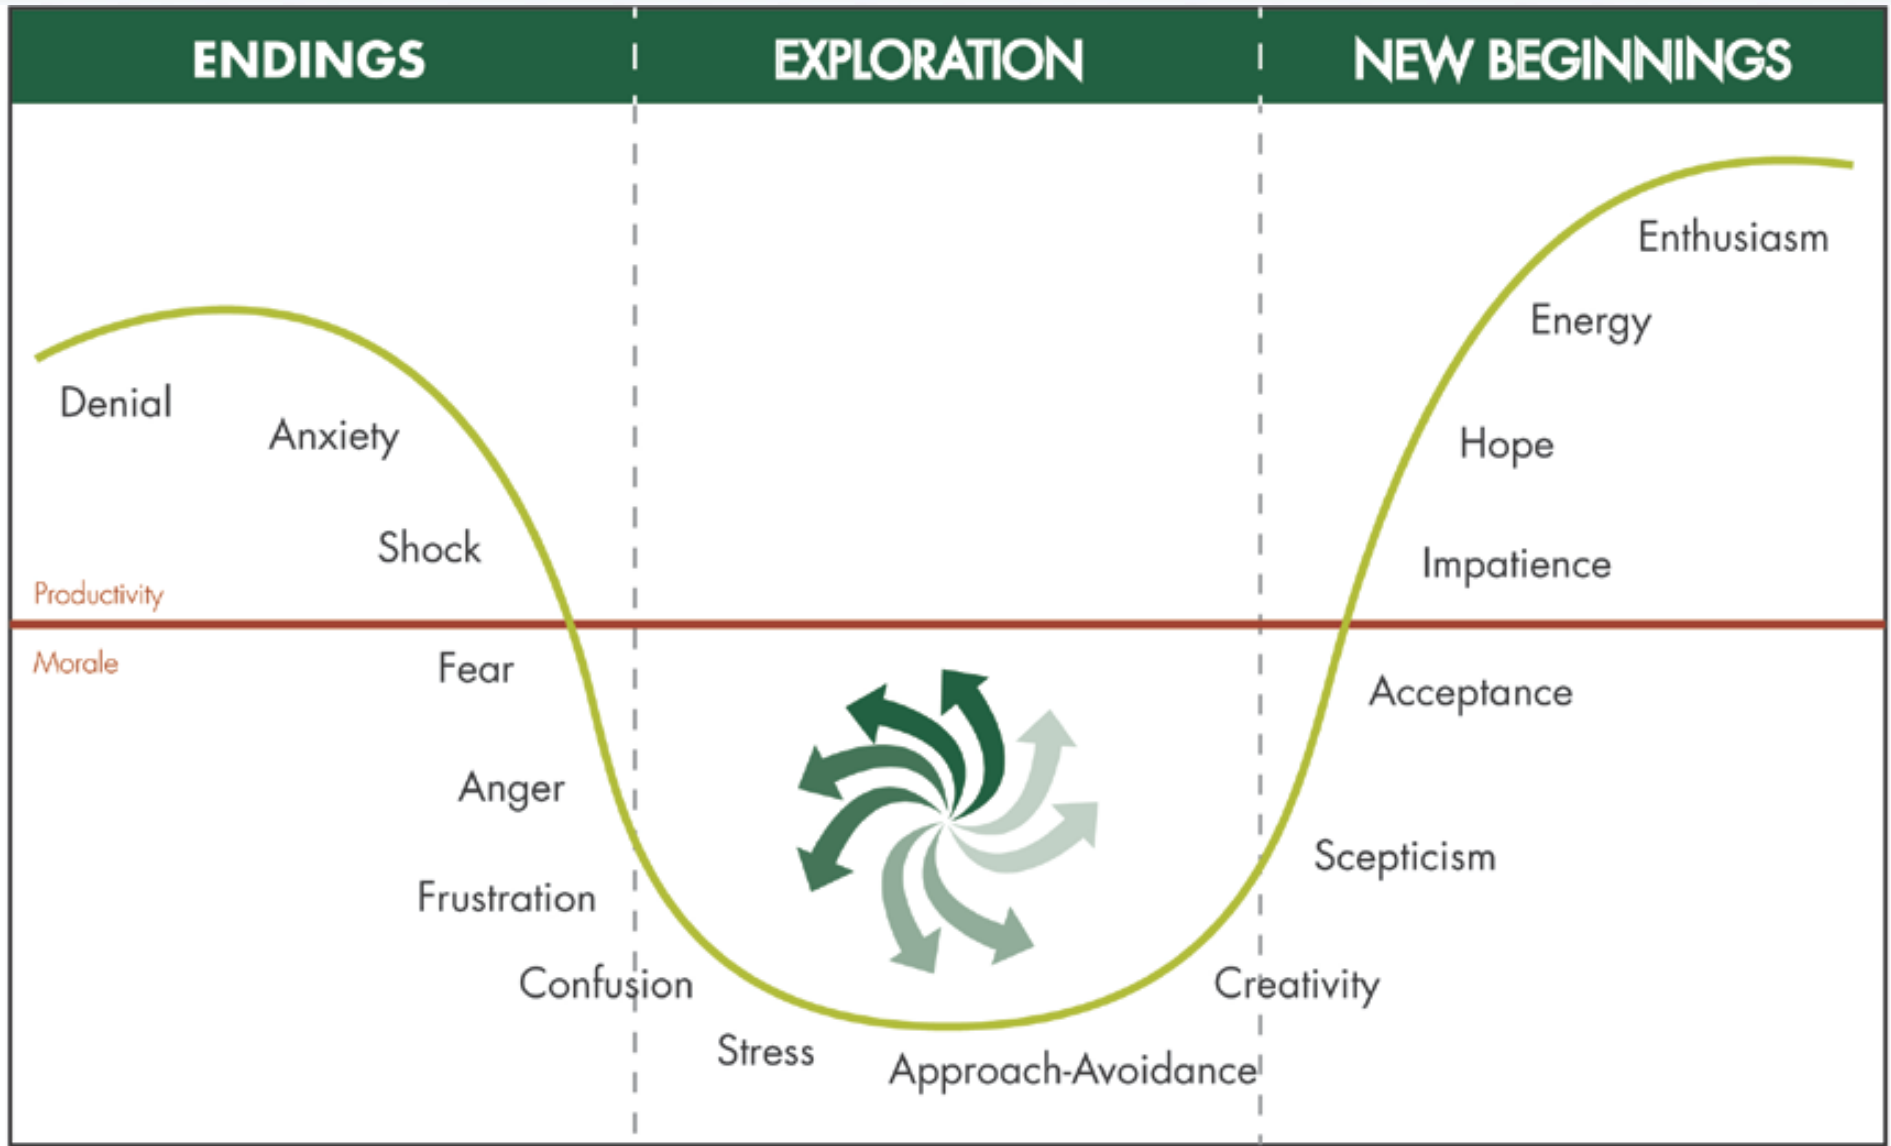 ENDINGS
EXPLORATION
NEW BEGINNINGS
Denial
Anxiety
Shock
Productivity
Morale
Fear
Anger
Frustration
Confusion
Stress
Approach-Avoidance
Creativity
Scepticism
Acceptance
Impatience
Hope
Energy
Enthusiasm